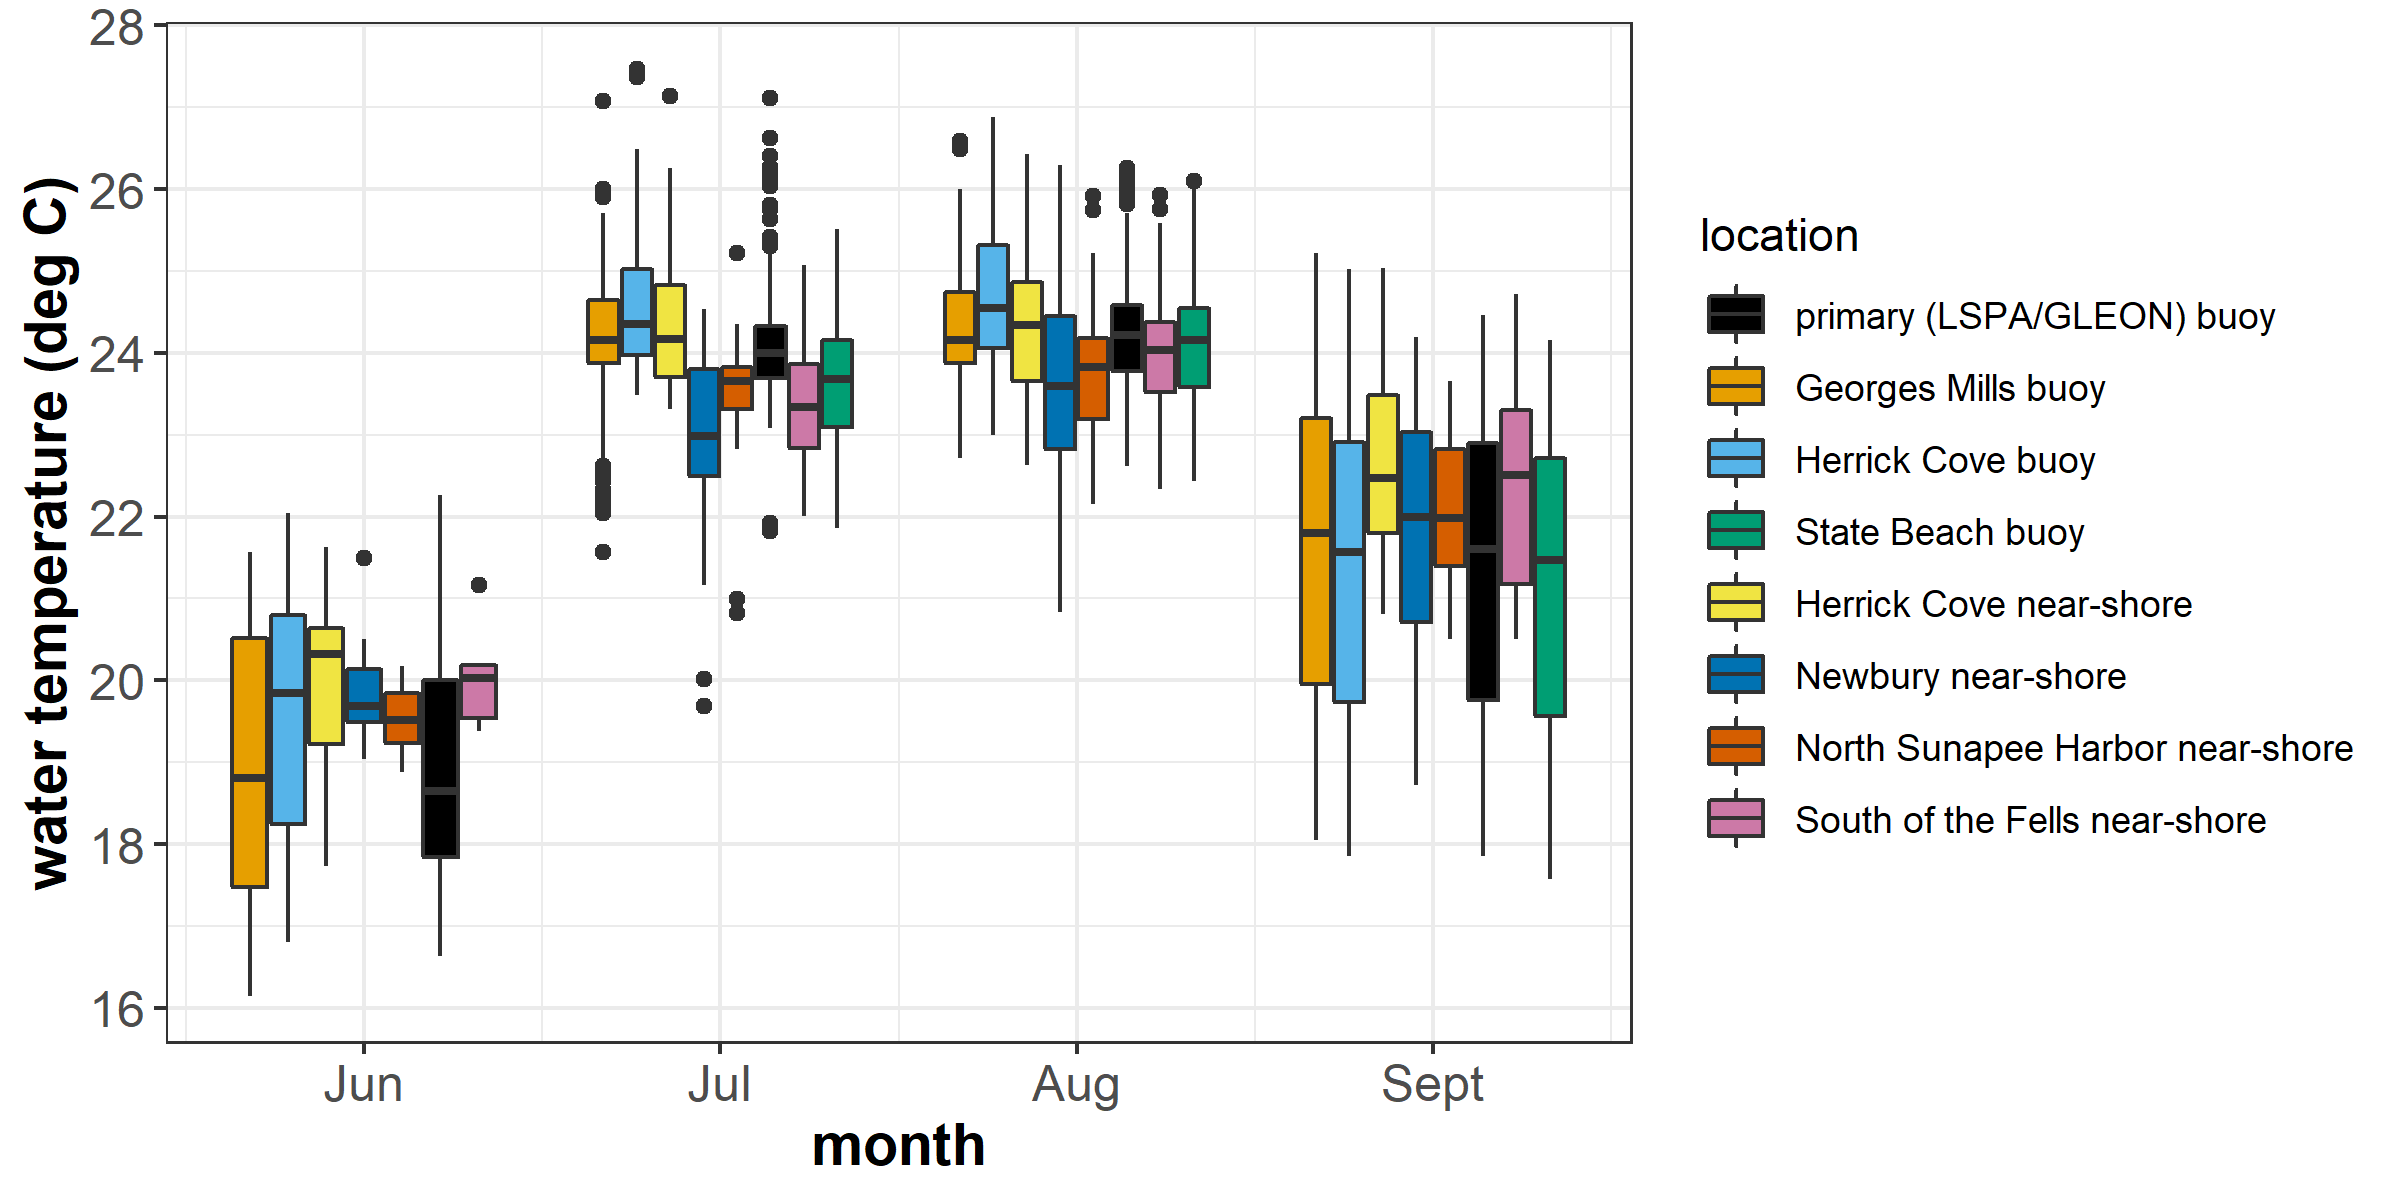 water temperature (deg C)
28
26
24
22
20
18
16
Jun
Jul
Aug
Sept
month
location
primary (LSPA/GLEON) buoy
Georges Mills buoy
Herrick Cove buoy
State Beach buoy
Herrick Cove near-shore
Newbury near-shore
North Sunapee Harbor near-shore
South of the Fells near-shore